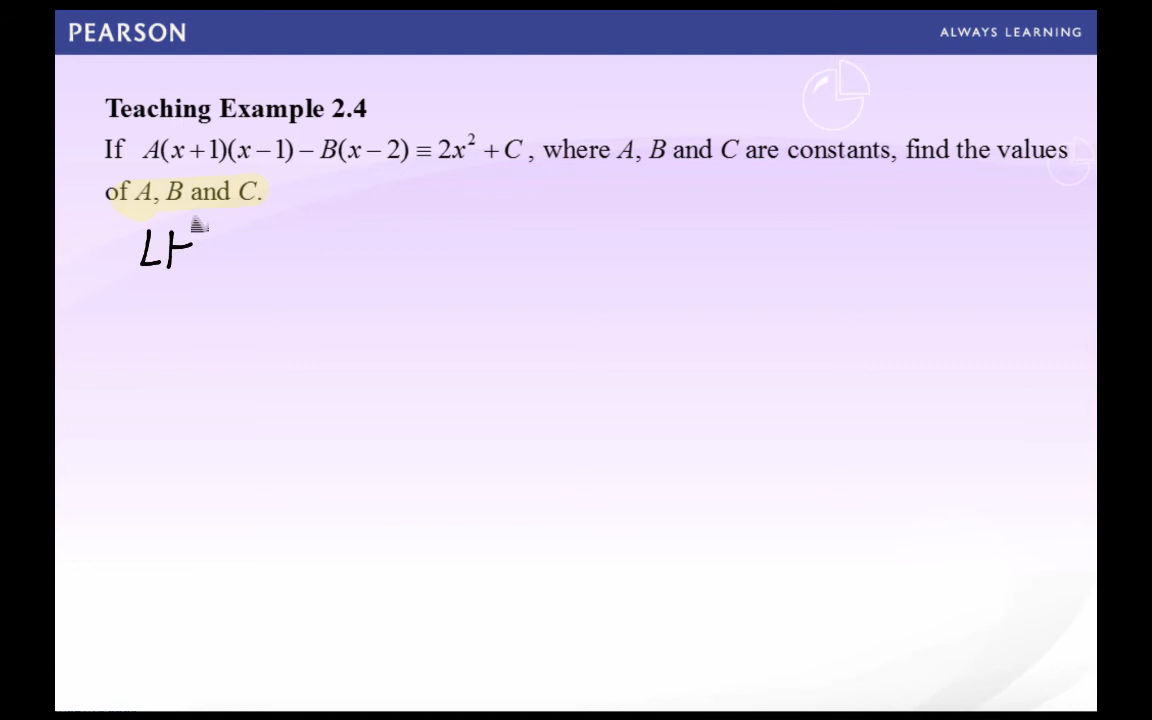 PEARSON
ALWAYS LEARNING
Teaching Example 2.4
If A(x+1)(x−1)−B(x−2)≡2x²+C, where A, B and C are constants, find the values
of A, B and C.
LH